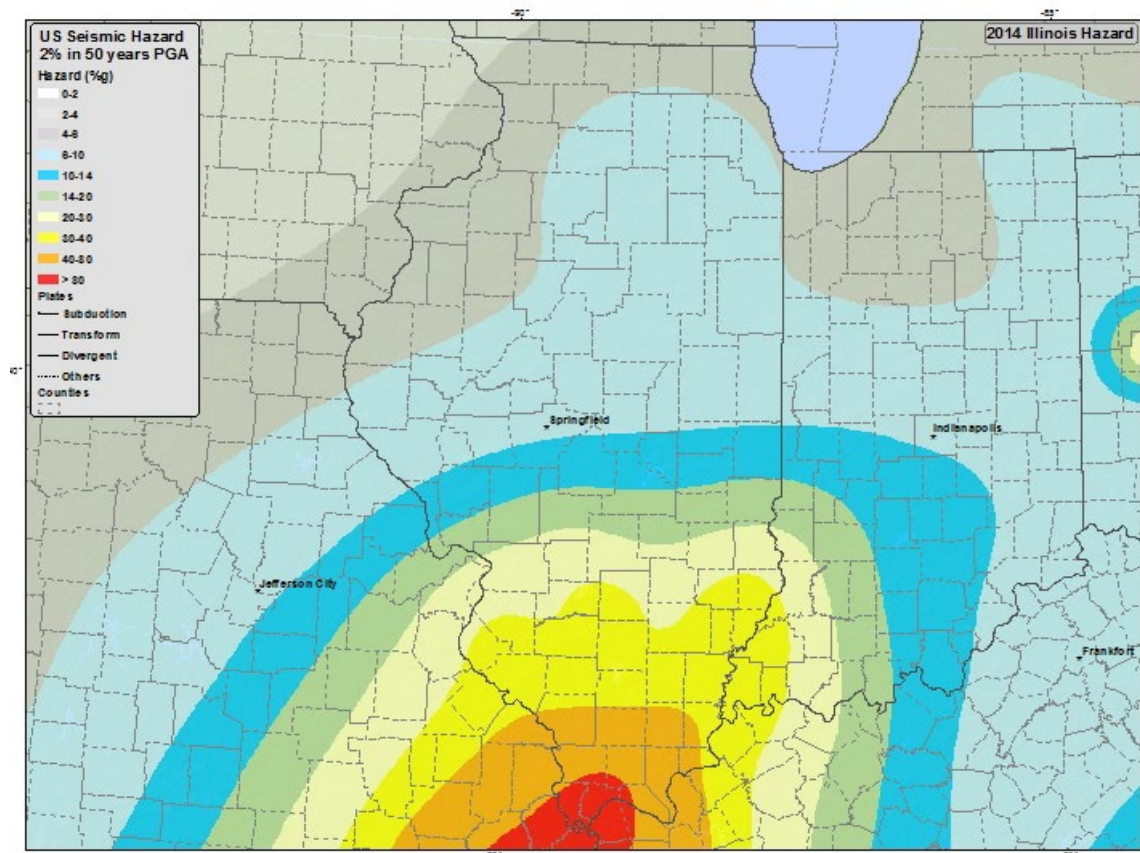 US Seismic Hazard
2% in 50 years PGA
Hazard (%g)
0-2
2-4
4-6
6-10
10-14
14-20
20-30
30-40
40-80
> 80
Plates
Subduction
Transform
Divergent
Others
Counties
2014 Illinois Hazard
Springfield
Indianapolis
Jefferson City
Frankfort